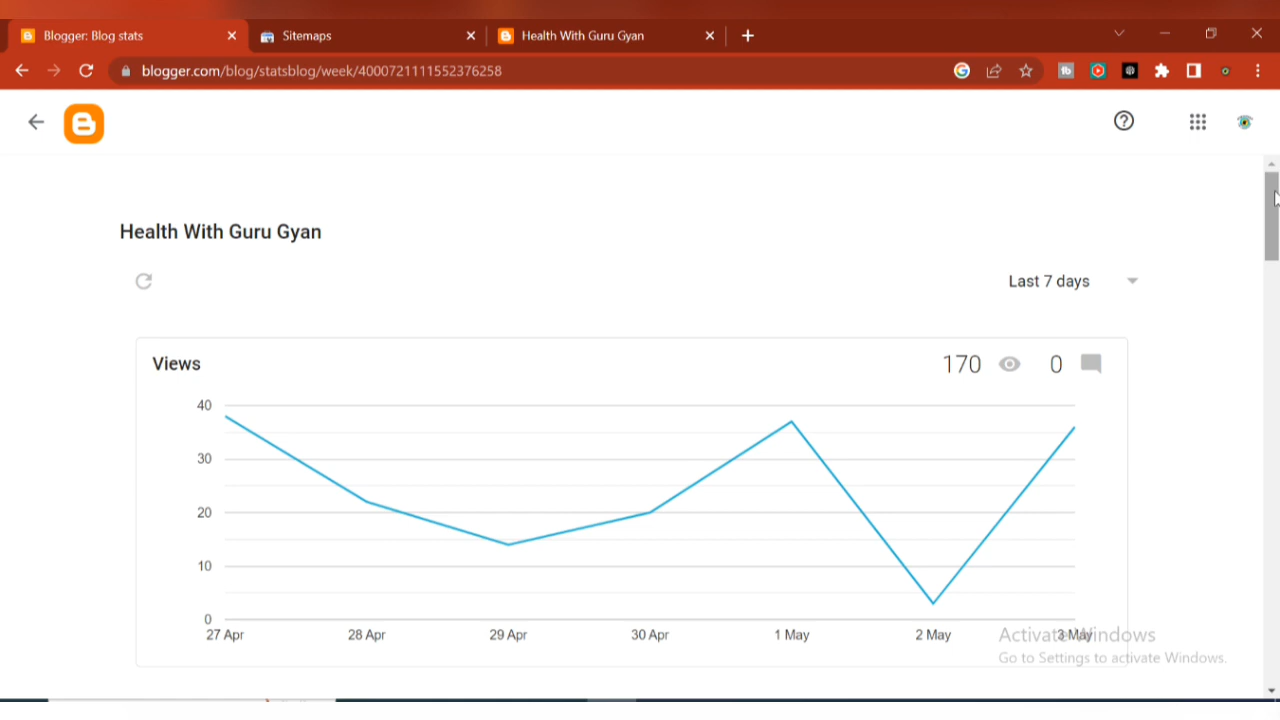 Blogger: Blog stats
Sitemaps
Health With Guru Gyan
blogger.com/blog/statsblog/week/4000721111552376258
Health With Guru Gyan
Last 7 days
Views
170
0
40
30
20
10
0
27 Apr 28 Apr 29 Apr 30 Apr 1 May 2 May 3 May
Activate Windows
Go to Settings to activate Windows.